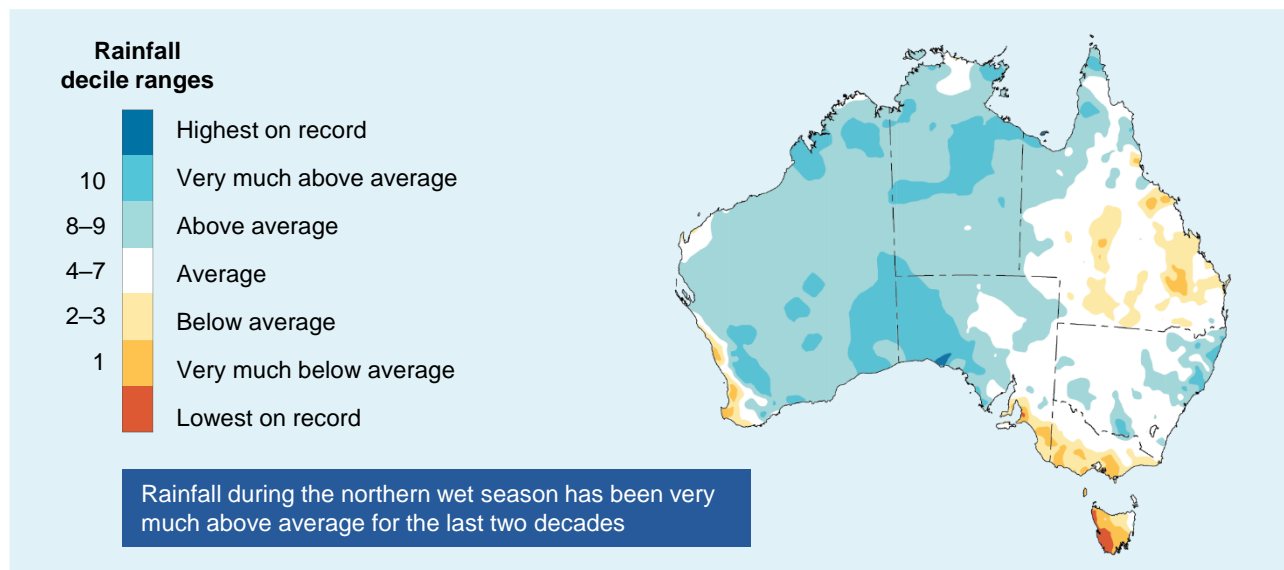 Rainfall
decile ranges
Highest on record
10 Very much above average
8–9 Above average
4–7 Average
2–3 Below average
1 Very much below average
Lowest on record
Rainfall during the northern wet season has been very
much above average for the last two decades